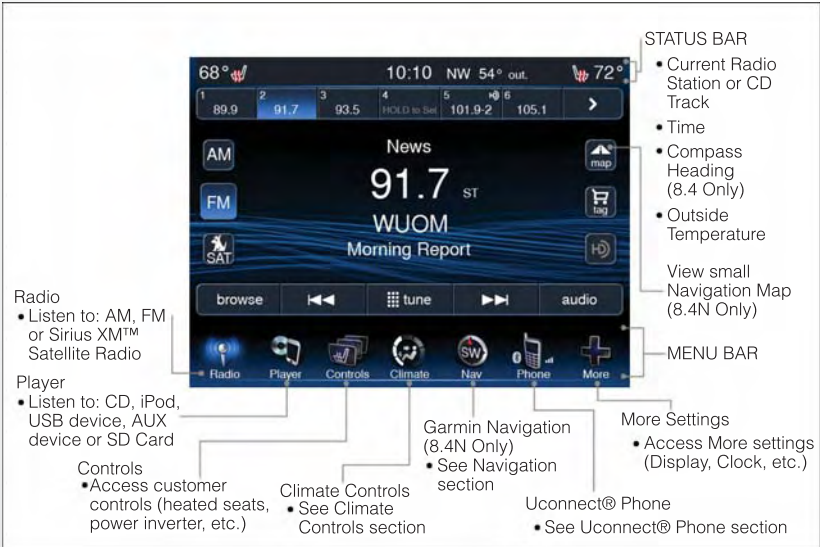 STATUS BAR
• Current Radio
Station or CD
Track
• Time
• Compass
Heading
(8.4 Only)
• Outside
Temperature
68° 10:10 NW 54° out. 72°
1 89.9 2 91.7 3 93.5 4 HOLD to Set 5 101.9-2 HD 6 105.1 >
AM
News
map
91.7 ST
FM
tag
WUOM
SAT
Morning Report
HD
View small
Navigation Map
(8.4N Only)
browse tune audio
Radio
• Listen to: AM, FM
or Sirius XM™
Satellite Radio
SW
MENU BAR
Radio Player Controls Climate Nav Phone More
Player
• Listen to: CD, iPod,
USB device, AUX
device or SD Card
Controls
• Access customer
controls (heated seats,
power inverter, etc.)
Climate Controls
• See Climate
Controls section
Garmin Navigation
(8.4N Only)
• See Navigation
section
Uconnect® Phone
• See Uconnect® Phone section
More Settings
• Access More settings
(Display, Clock, etc.)